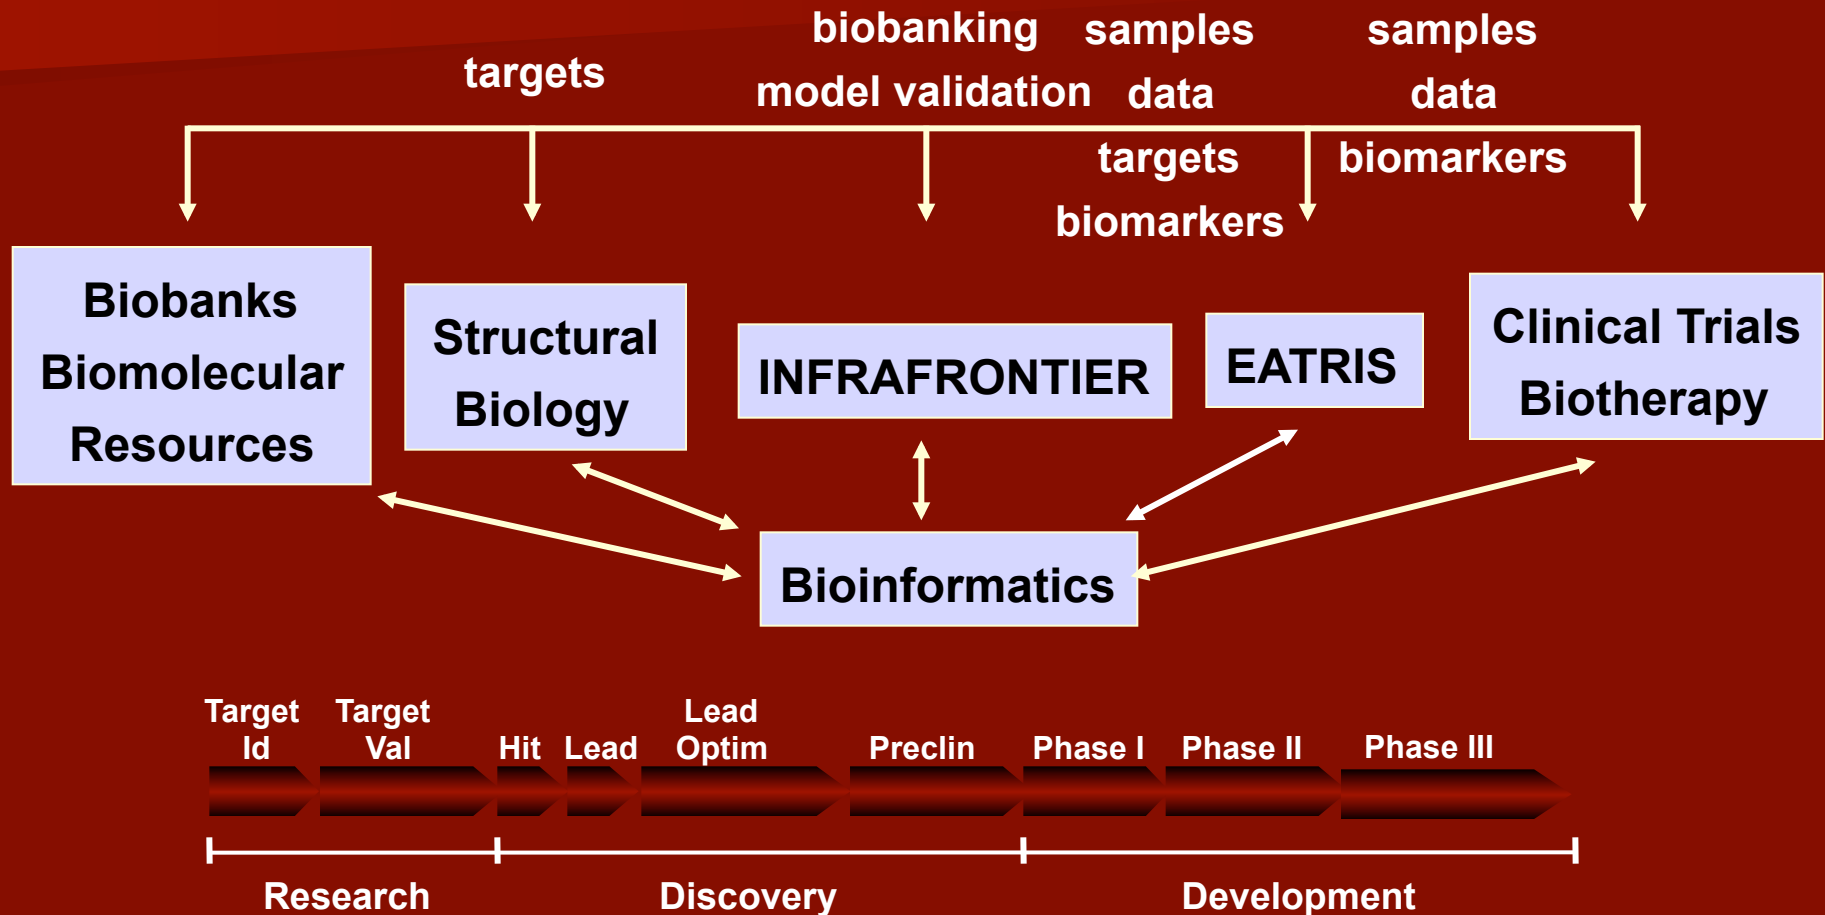 targets
biobanking
model validation
samples
data
targets
biomarkers
samples
data
biomarkers
Biobanks
Biomolecular
Resources
Structural
Biology
INFRAFRONTIER
EATRIS
Clinical Trials
Biotherapy
Bioinformatics
Target
Id
Target
Val
Hit
Lead
Lead
Optim
Preclin
Phase I
Phase II
Phase III
Research
Discovery
Development